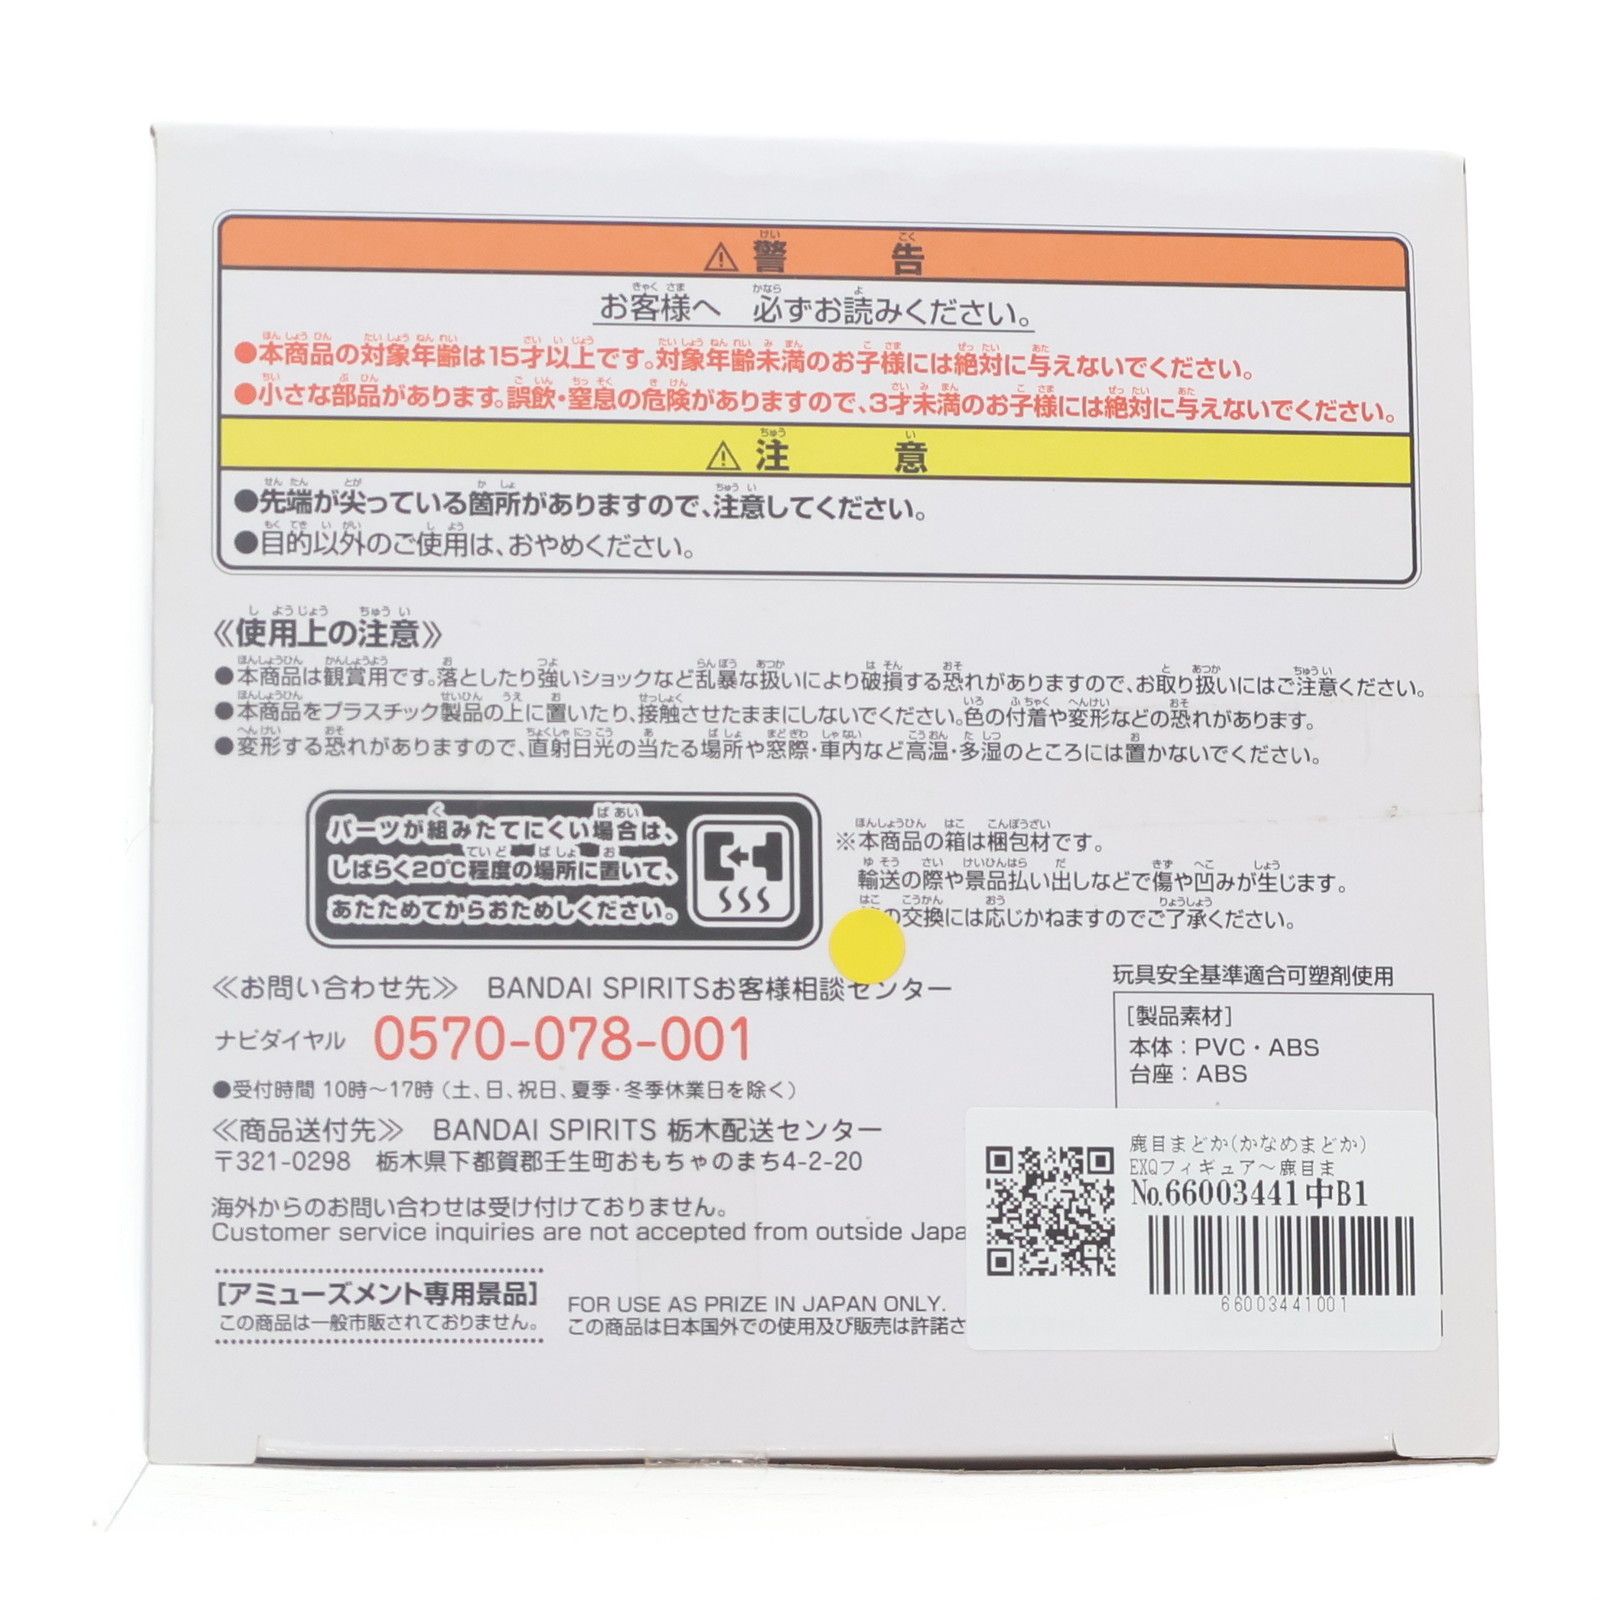 ⚠警告
お客様へ 必ずお読みください。
●本商品の対象年齢は15才以上です。対象年齢未満のお子様には絶対に与えないでください。
●小さな部品があります。誤飲・窒息の危険がありますので、3才未満のお子様には絶対に与えないでください。
⚠注意
●先端が尖っている箇所がありますので、注意してください。
●目的以外のご使用は、おやめください。
《使用上の注意》
●本商品は観賞用です。落としたり強いショックなど乱暴な扱いにより破損する恐れがありますので、お取り扱いにはご注意ください。
●本商品をプラスチック製品の上に置いたり、接触させたままにしないでください。色の付着や変形などの恐れがあります。
●変形する恐れがありますので、直射日光の当たる場所や窓際・車内など高温・多湿のところには置かないでください。
パーツが組みたてにくい場合は、
しばらく20℃程度の場所に置いて、
あたためてからおためしください。
※本商品の箱は梱包材です。
輸送の際や景品払い出しなどで傷や凹みが生じます。
の交換には応じかねますのでご了承ください。
≪お問い合わせ先≫ BANDAI SPIRITSお客様相談センター
ナビダイヤル 0570-078-001
●受付時間 10時～17時（土、日、祝日、夏季・冬季休業日を除く）
≪商品送付先≫ BANDAI SPIRITS 栃木配送センター
〒321-0298 栃木県下都賀郡壬生町おもちゃのまち4-2-20
海外からのお問い合わせは受け付けておりません。
Customer service inquiries are not accepted from outside Japa
[アミューズメント専用景品]
この商品は一般市販されておりません。
FOR USE AS PRIZE IN JAPAN ONLY.
この商品は日本国外での使用及び販売は許諾さ
玩具安全基準適合可塑剤使用
[製品素材]
本体：PVC・ABS
台座：ABS
鹿目まどか(かなめまどか)
EXQフィギュア～鹿目ま
No.66003441中B1
66003441001